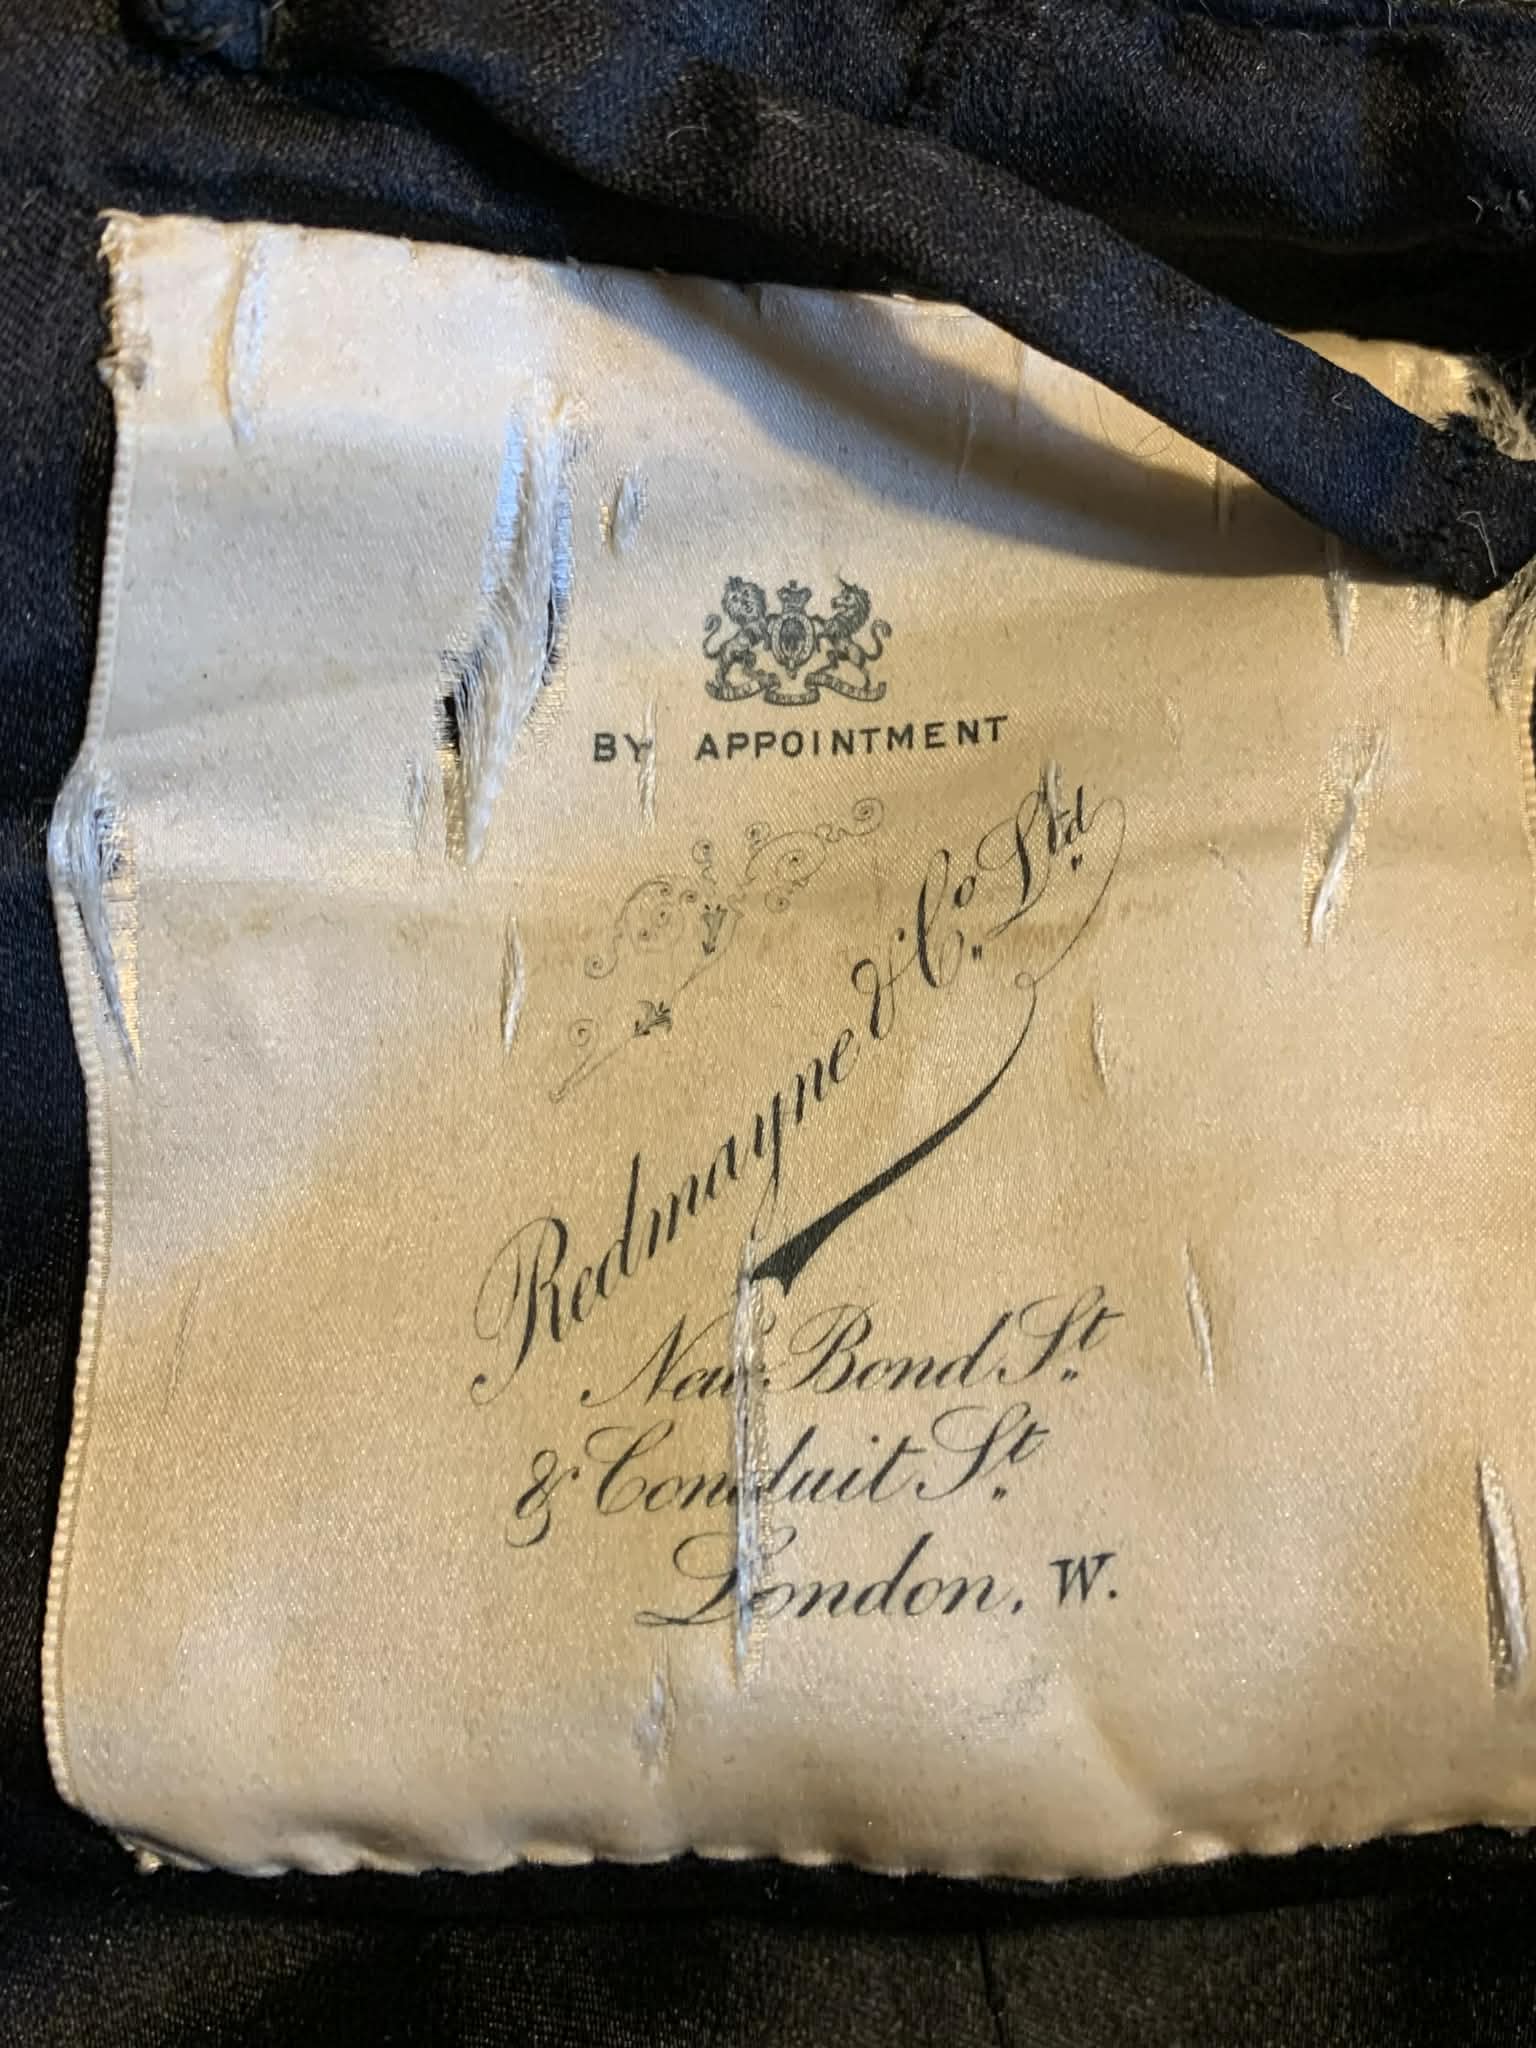 BY APPOINTMENT
Redmayne & Co. Ltd.
New Bond St.
& Conduit St.
London, W.